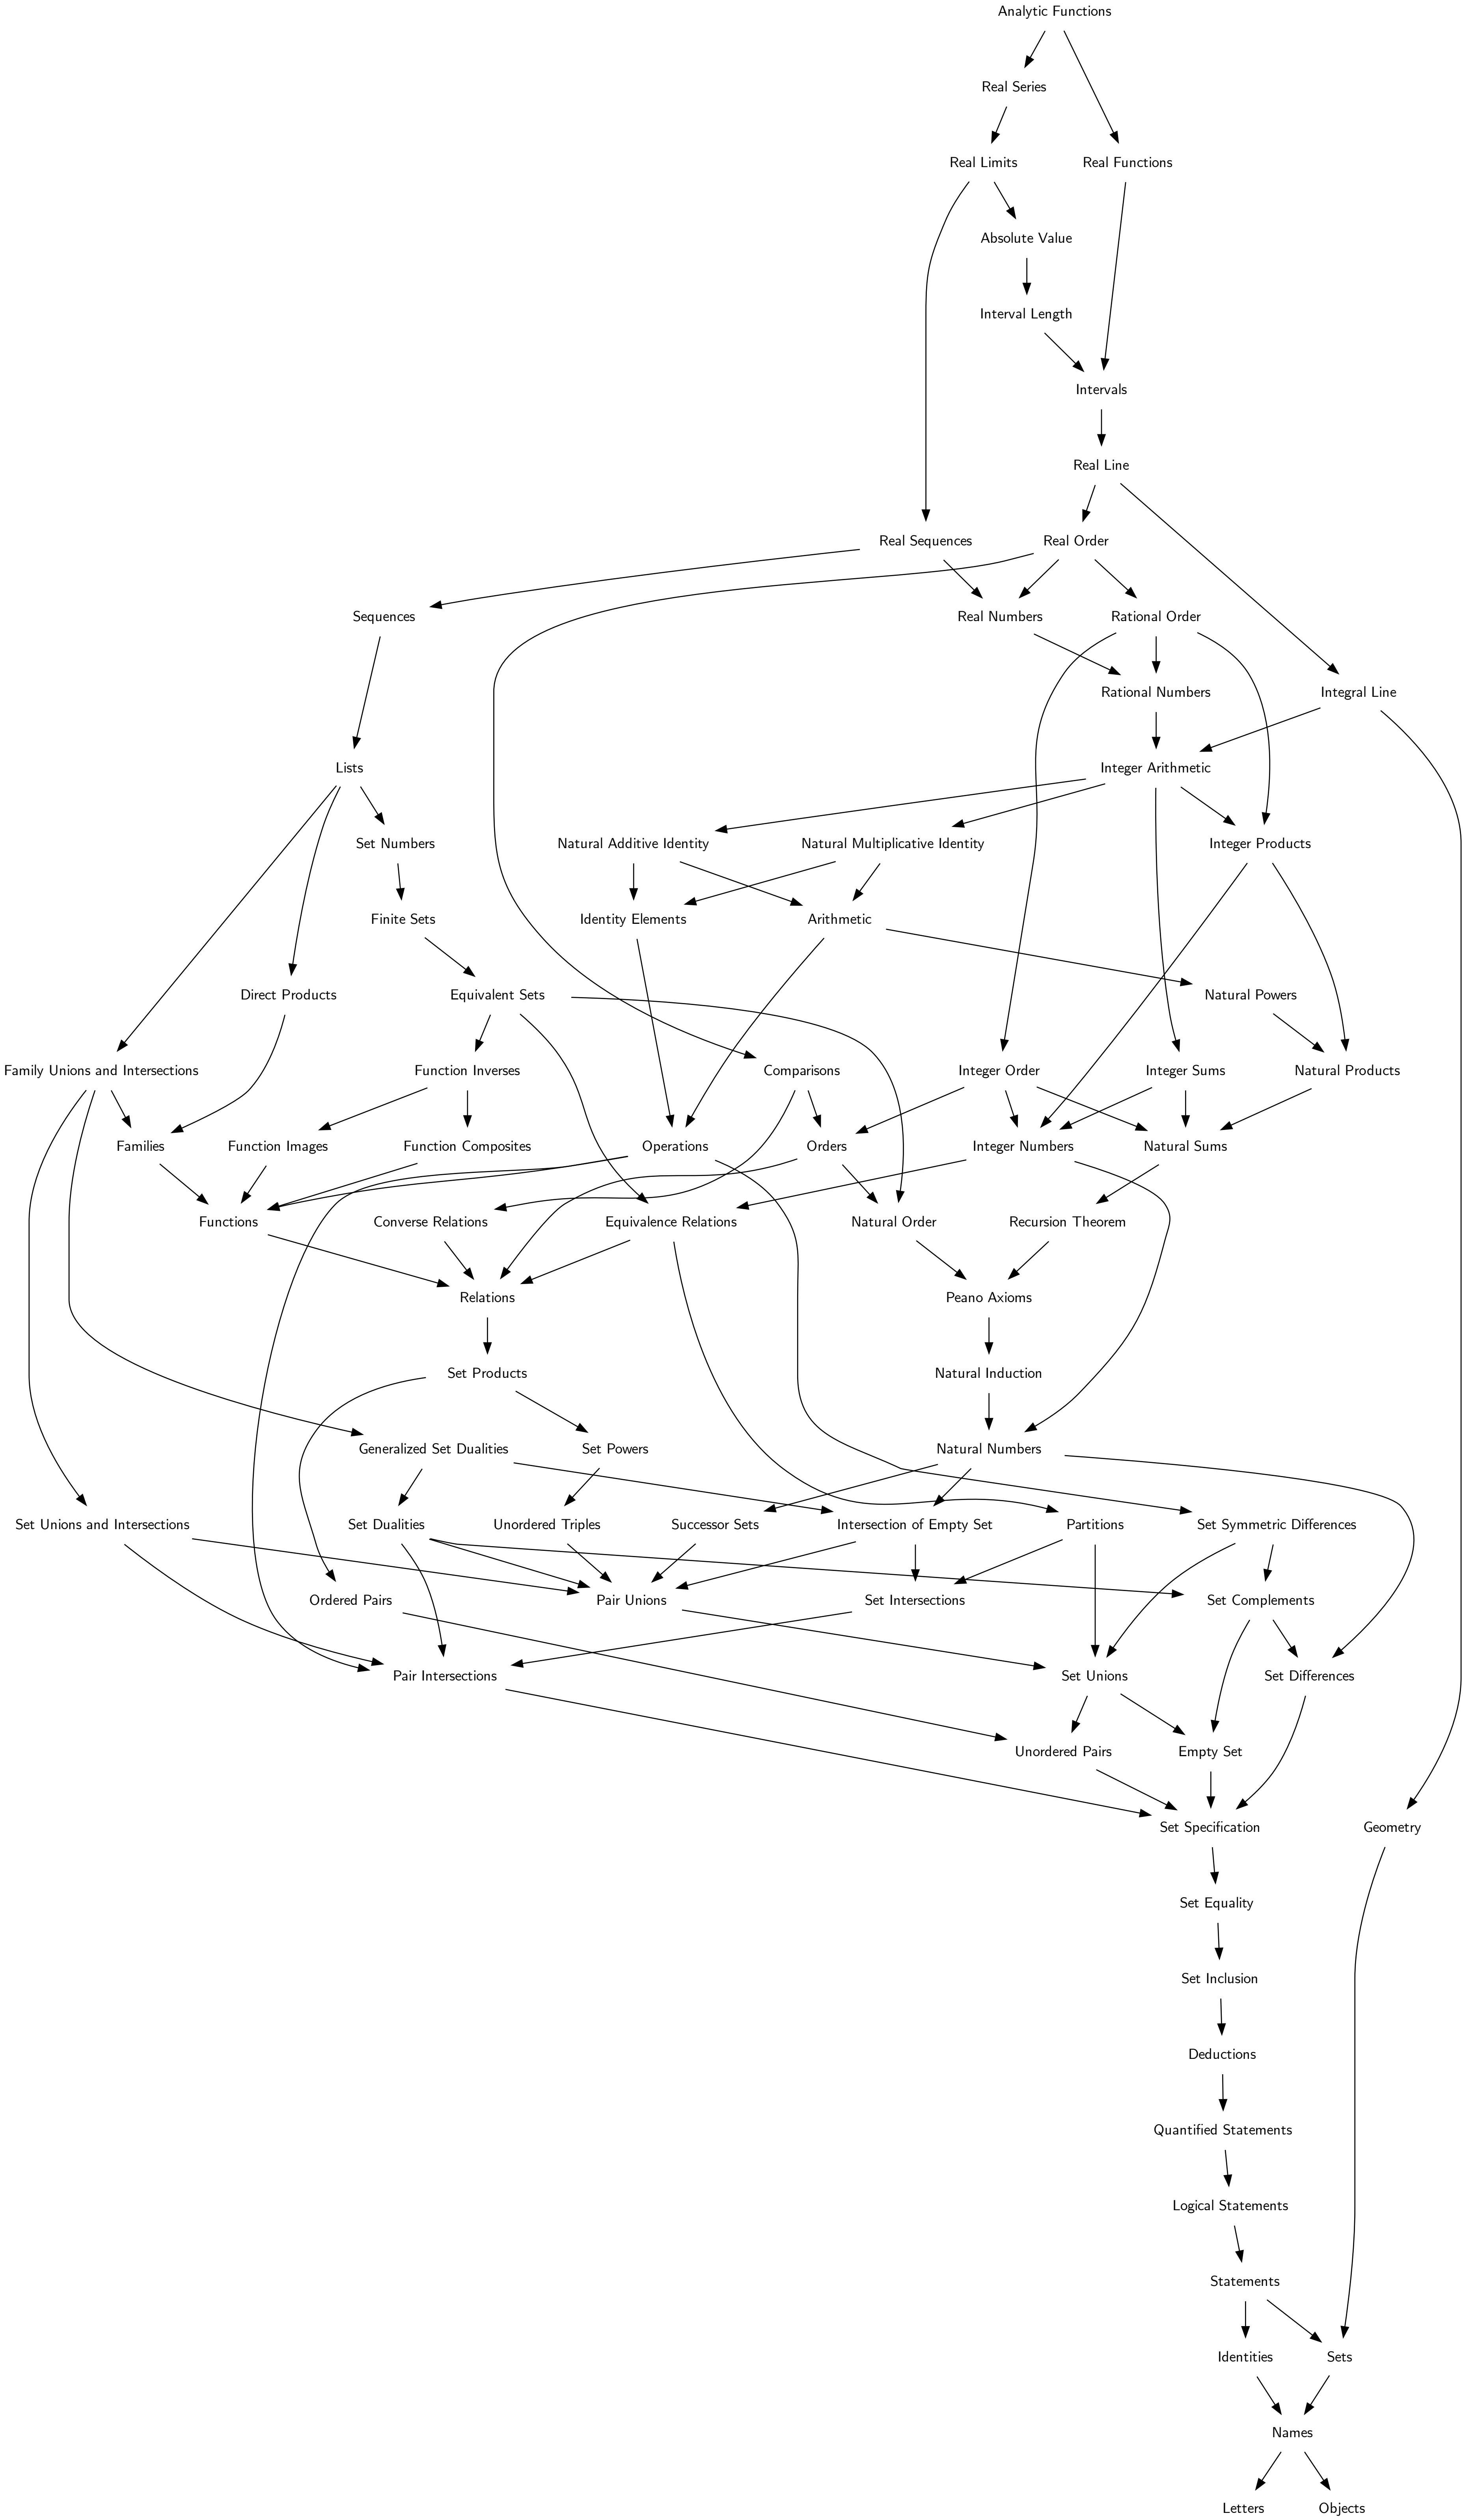 Analytic Functions
Real Series
Real Limits
Real Functions
Absolute Value
Interval Length
Intervals
Real Line
Real Sequences
Real Order
Sequences
Real Numbers
Rational Order
Rational Numbers
Integral Line
Lists
Integer Arithmetic
Set Numbers
Natural Additive Identity
Natural Multiplicative Identity
Integer Products
Finite Sets
Identity Elements
Arithmetic
Direct Products
Equivalent Sets
Natural Powers
Family Unions and Intersections
Function Inverses
Comparisons
Integer Order
Integer Sums
Natural Products
Families
Function Images
Function Composites
Operations
Orders
Integer Numbers
Natural Sums
Functions
Converse Relations
Equivalence Relations
Natural Order
Recursion Theorem
Relations
Peano Axioms
Set Products
Natural Induction
Generalized Set Dualities
Set Powers
Natural Numbers
Set Unions and Intersections
Set Dualities
Unordered Triples
Successor Sets
Intersection of Empty Set
Partitions
Set Symmetric Differences
Ordered Pairs
Pair Unions
Set Intersections
Set Complements
Pair Intersections
Set Unions
Set Differences
Unordered Pairs
Empty Set
Set Specification
Geometry
Set Equality
Set Inclusion
Deductions
Quantified Statements
Logical Statements
Statements
Identities
Sets
Names
Letters
Objects